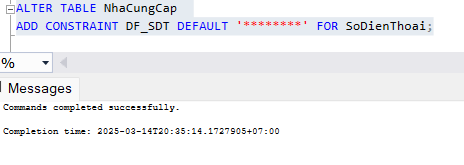 ALTER TABLE NhaCungCap
ADD CONSTRAINT DF_SDT DEFAULT '********' FOR SoDienThoai;
%
Messages
Commands completed successfully.
Completion time: 2025-03-14T20:35:14.1727905+07:00